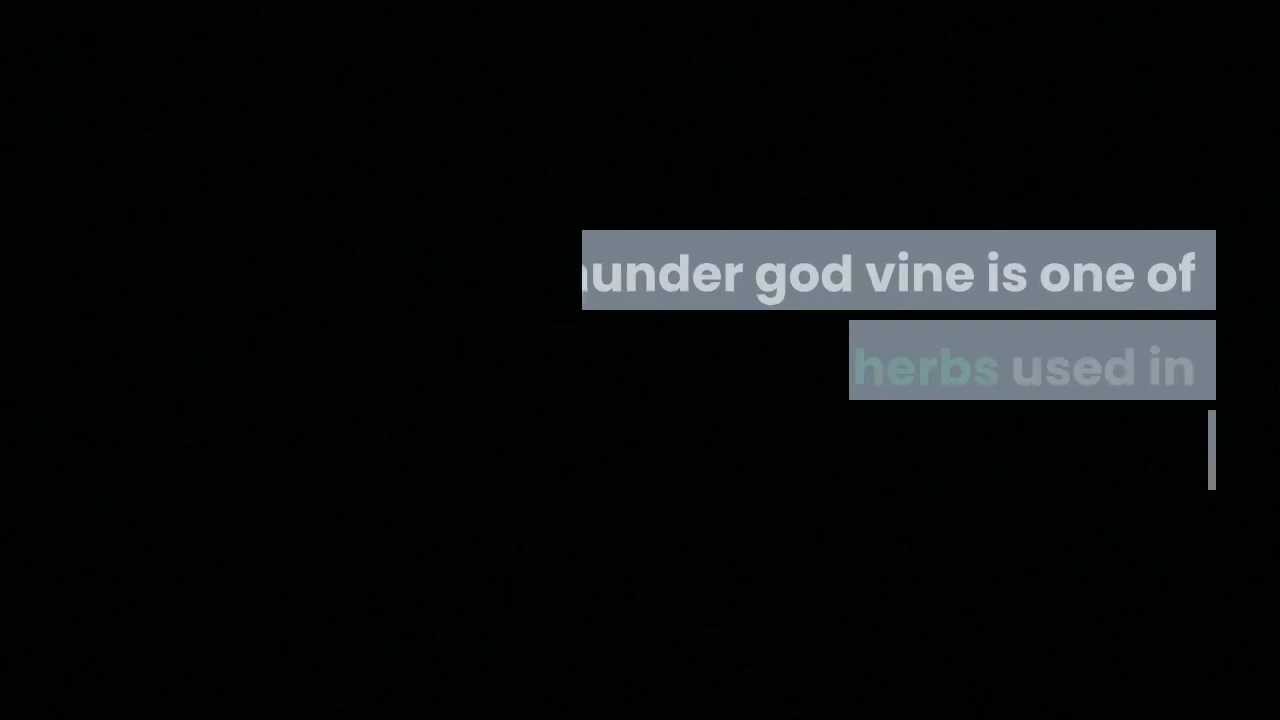 under god vine is one of
herbs used in